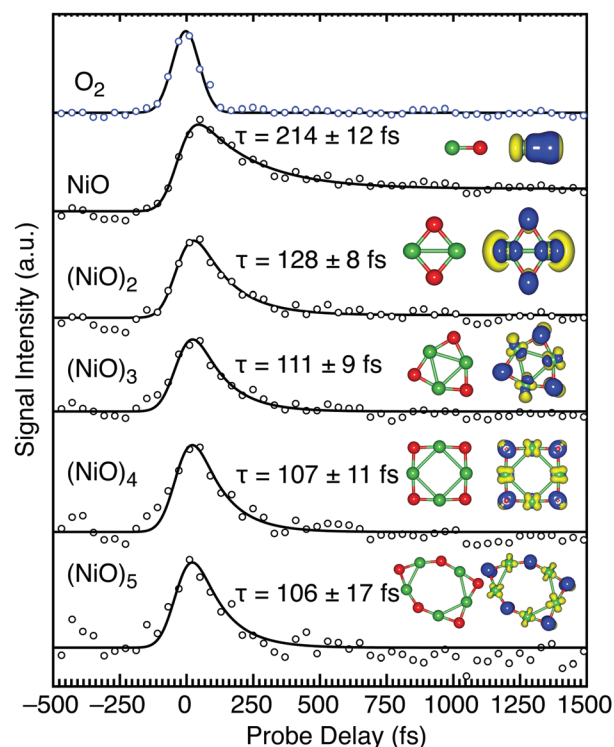 O₂
τ = 214 ± 12 fs
NiO
(NiO)₂
τ = 128 ± 8 fs
(NiO)₃
τ = 111 ± 9 fs
(NiO)₄
τ = 107 ± 11 fs
(NiO)₅
τ = 106 ± 17 fs
Signal Intensity (a.u.)
−500 −250 0 250 500 750 1000 1250 1500
Probe Delay (fs)